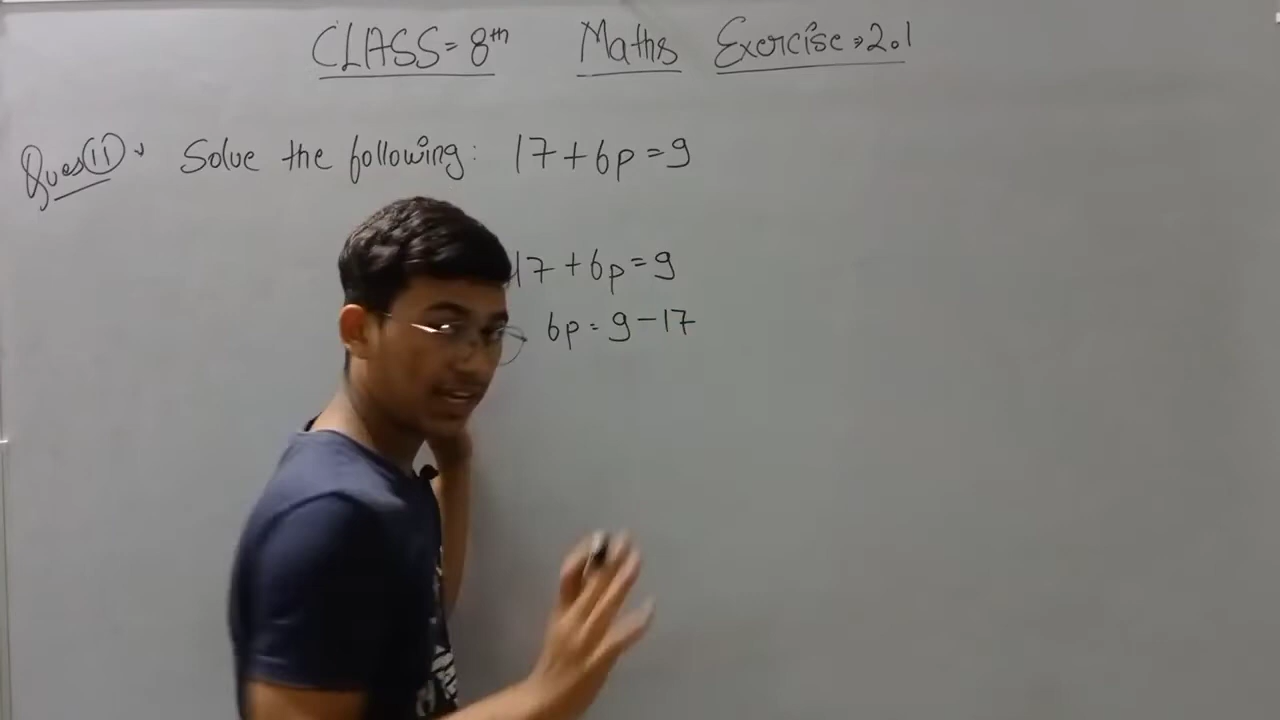 CLASS = 8th Maths Exercise → 2.1
Ques(11) Solve the following: 17+6p=9
17+6p=9
6p=9-17